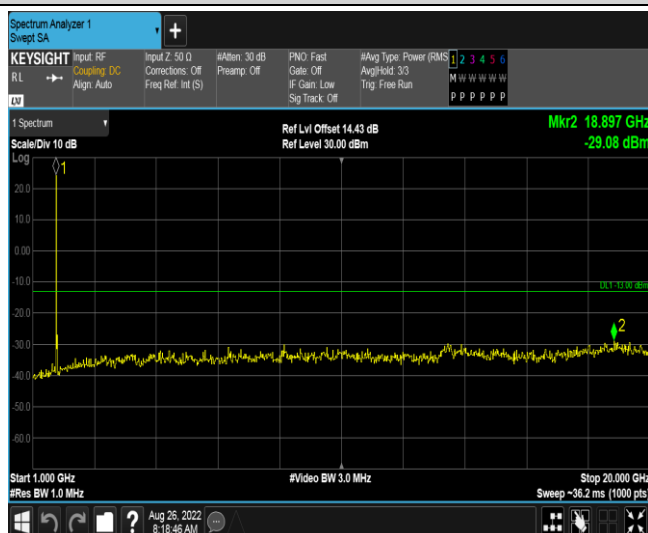 Spectrum Analyzer 1
Swept SA
KEYSIGHT
RL
LXI
Input: RF
Coupling: DC
Align: Auto
Input Z: 50 Ω
Corrections: Off
Freq Ref: Int (S)
#Atten: 30 dB
Preamp: Off
PNO: Fast
Gate: Off
IF Gain: Low
Sig Track: Off
#Avg Type: Power (RMS
Avg|Hold: 3/3
Trig: Free Run
1 2 3 4 5 6
M W W W W W
P P P P P P
1 Spectrum
Scale/Div 10 dB
Ref Lvl Offset 14.43 dB
Ref Level 30.00 dBm
Mkr2 18.897 GHz
-29.08 dBm
Log
1
20.0
10.0
0.00
-10.0
DL1 -13.00 dBm
2
-20.0
-30.0
-40.0
-50.0
-60.0
Start 1.000 GHz
#Video BW 3.0 MHz
Stop 20.000 GHz
#Res BW 1.0 MHz
Sweep ~36.2 ms (1000 pts)
?
Aug 26, 2022
8:18:46 AM